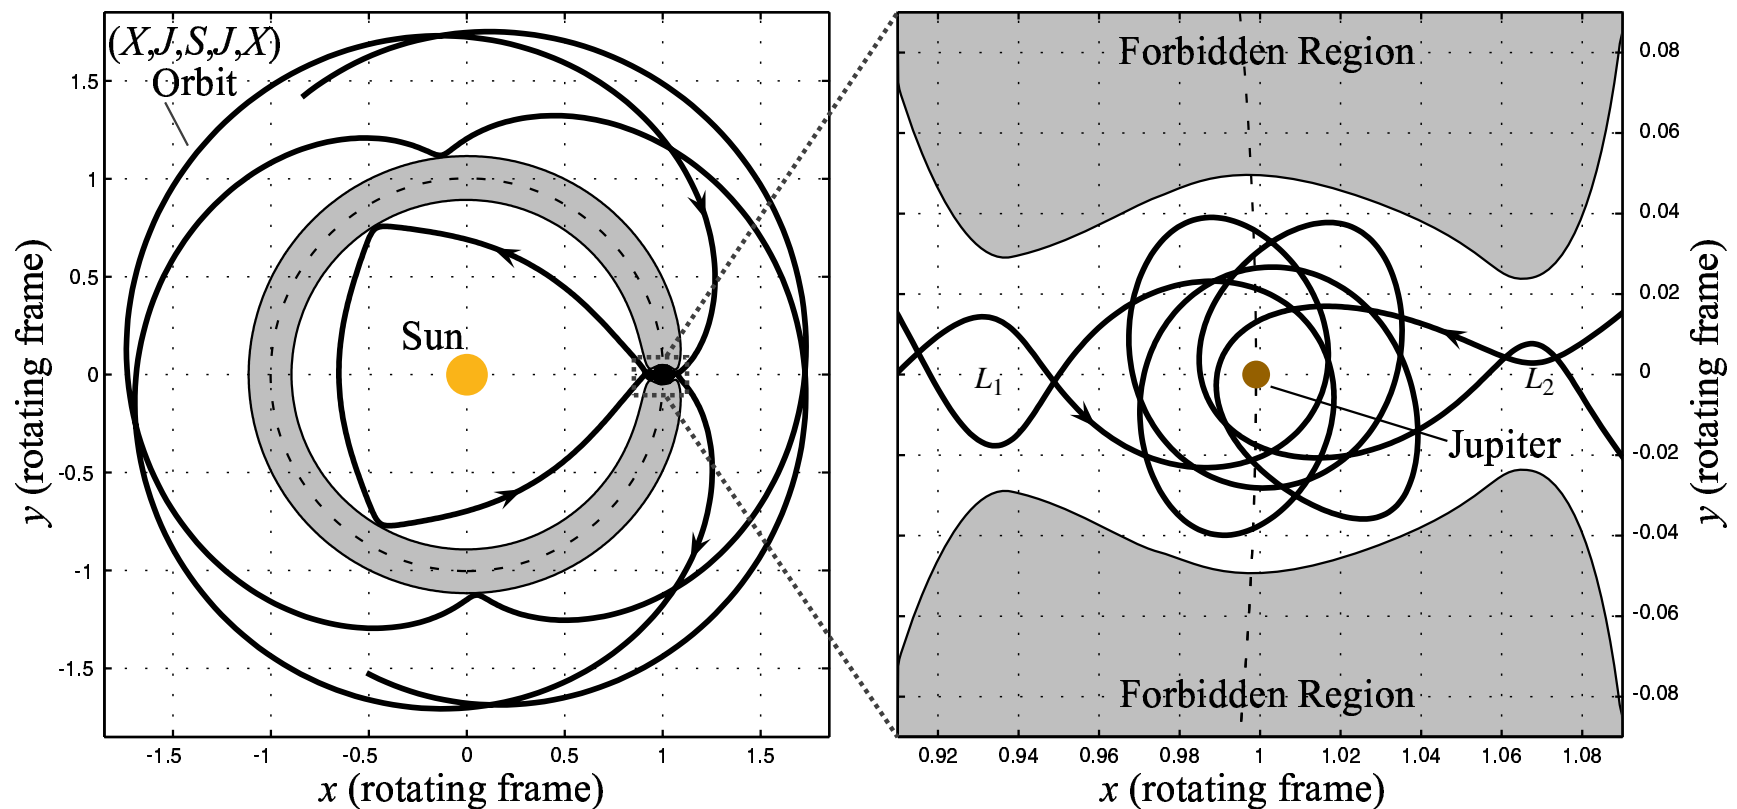 (X,J,S,J,X)
Orbit
Sun
1.5
1
0.5
0
-0.5
-1
-1.5
-1.5
-1
-0.5
0
0.5
1
1.5
x (rotating frame)
y (rotating frame)
Forbidden Region
L1
L2
Jupiter
Forbidden Region
0.08
0.06
0.04
0.02
0
-0.02
-0.04
-0.06
-0.08
0.92
0.94
0.96
0.98
1
1.02
1.04
1.06
1.08
x (rotating frame)
y (rotating frame)